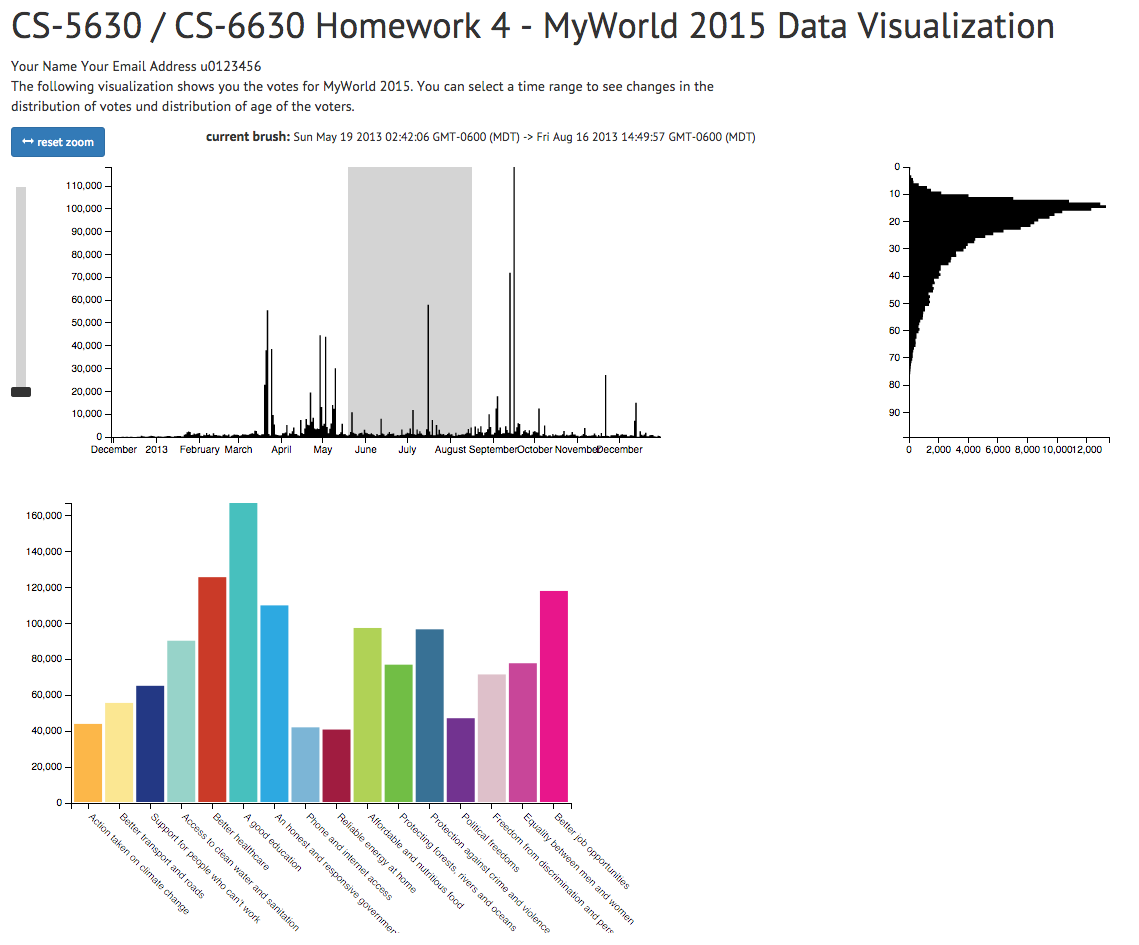 CS-5630 / CS-6630 Homework 4 - MyWorld 2015 Data Visualization
Your Name Your Email Address u0123456
The following visualization shows you the votes for MyWorld 2015. You can select a time range to see changes in the
distribution of votes und distribution of age of the voters.
reset zoom
current brush: Sun May 19 2013 02:42:06 GMT-0600 (MDT) -> Fri Aug 16 2013 14:49:57 GMT-0600 (MDT)
110,000
100,000
90,000
80,000
70,000
60,000
50,000
40,000
30,000
20,000
10,000
0
December 2013 February March April May June July August September October November December
0
10
20
30
40
50
60
70
80
90
0 2,000 4,000 6,000 8,000 10,000 12,000
160,000
140,000
120,000
100,000
80,000
60,000
40,000
20,000
0
Action taken on climate change
Better transport and roads
Support for people who can't work
Access to clean water and sanitation
Better healthcare
A good education
An honest and responsive governmen
Phone and internet access
Reliable energy at home
Affordable and nutritious food
Protecting forests, rivers and oceans
Protection against crime and violence
Political freedoms
Freedom from discrimination and pers
Equality between men and women
Better job opportunities